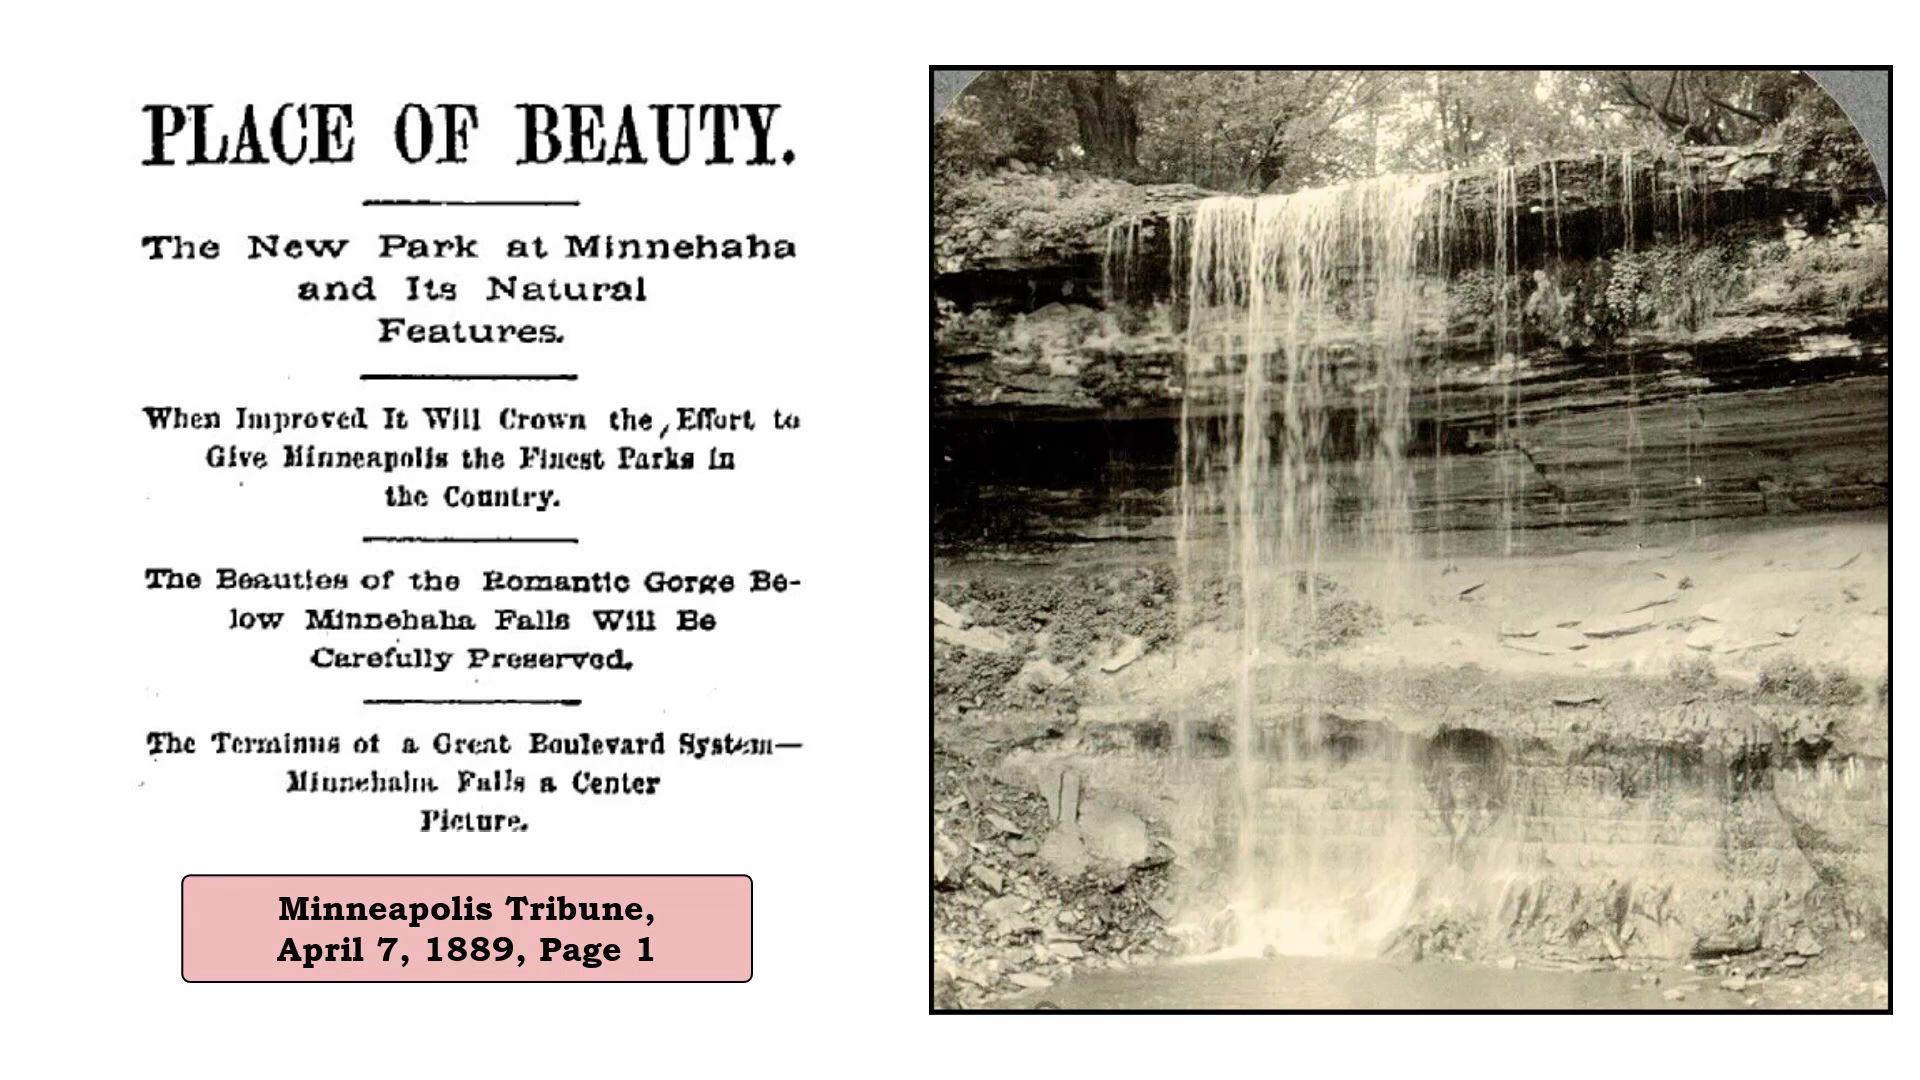 PLACE OF BEAUTY.
The New Park at Minnehaha
and Its Natural
Features.
When Improved It Will Crown the Effort to
Give Minneapolis the Finest Parks in
the Country.
The Beauties of the Romantic Gorge Be-
low Minnehaha Falls Will Be
Carefully Preserved.
The Terminus of a Great Boulevard System—
Minnehaha Falls a Center
Picture.
Minneapolis Tribune,
April 7, 1889, Page 1